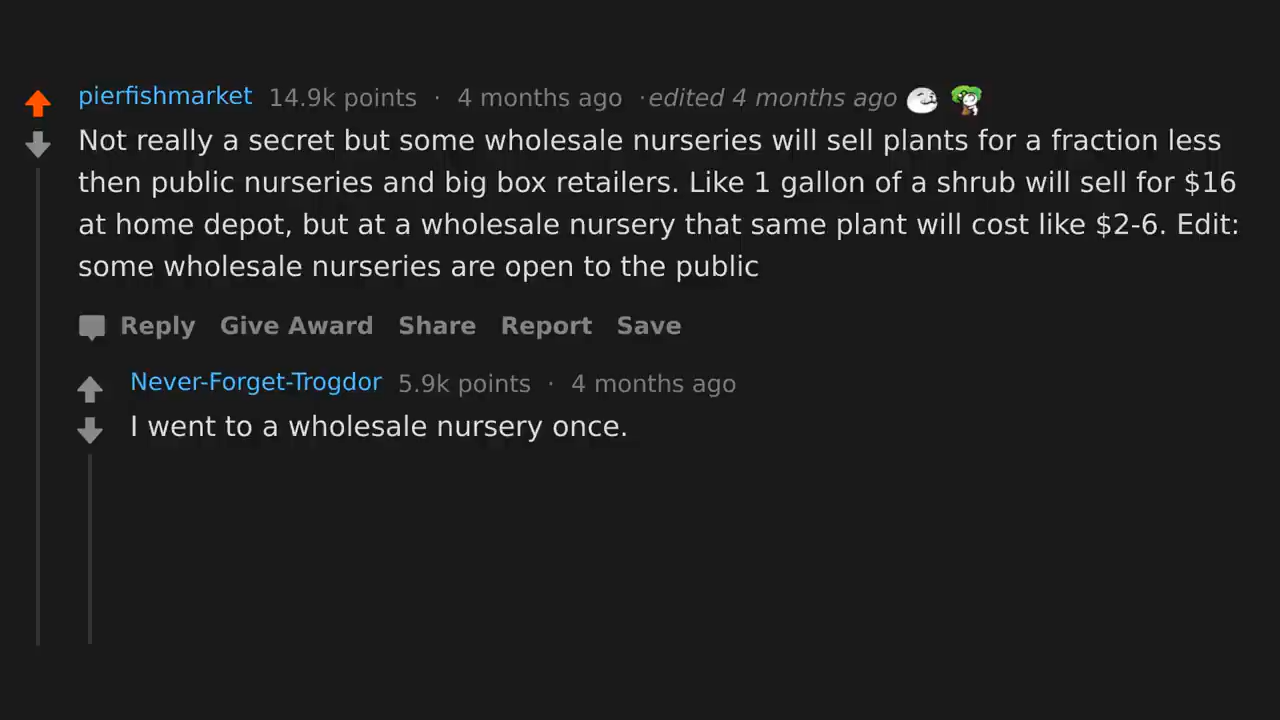 pierfishmarket 14.9k points · 4 months ago ·edited 4 months ago
Not really a secret but some wholesale nurseries will sell plants for a fraction less
then public nurseries and big box retailers. Like 1 gallon of a shrub will sell for $16
at home depot, but at a wholesale nursery that same plant will cost like $2-6. Edit:
some wholesale nurseries are open to the public
Reply Give Award Share Report Save
Never-Forget-Trogdor 5.9k points · 4 months ago
I went to a wholesale nursery once.